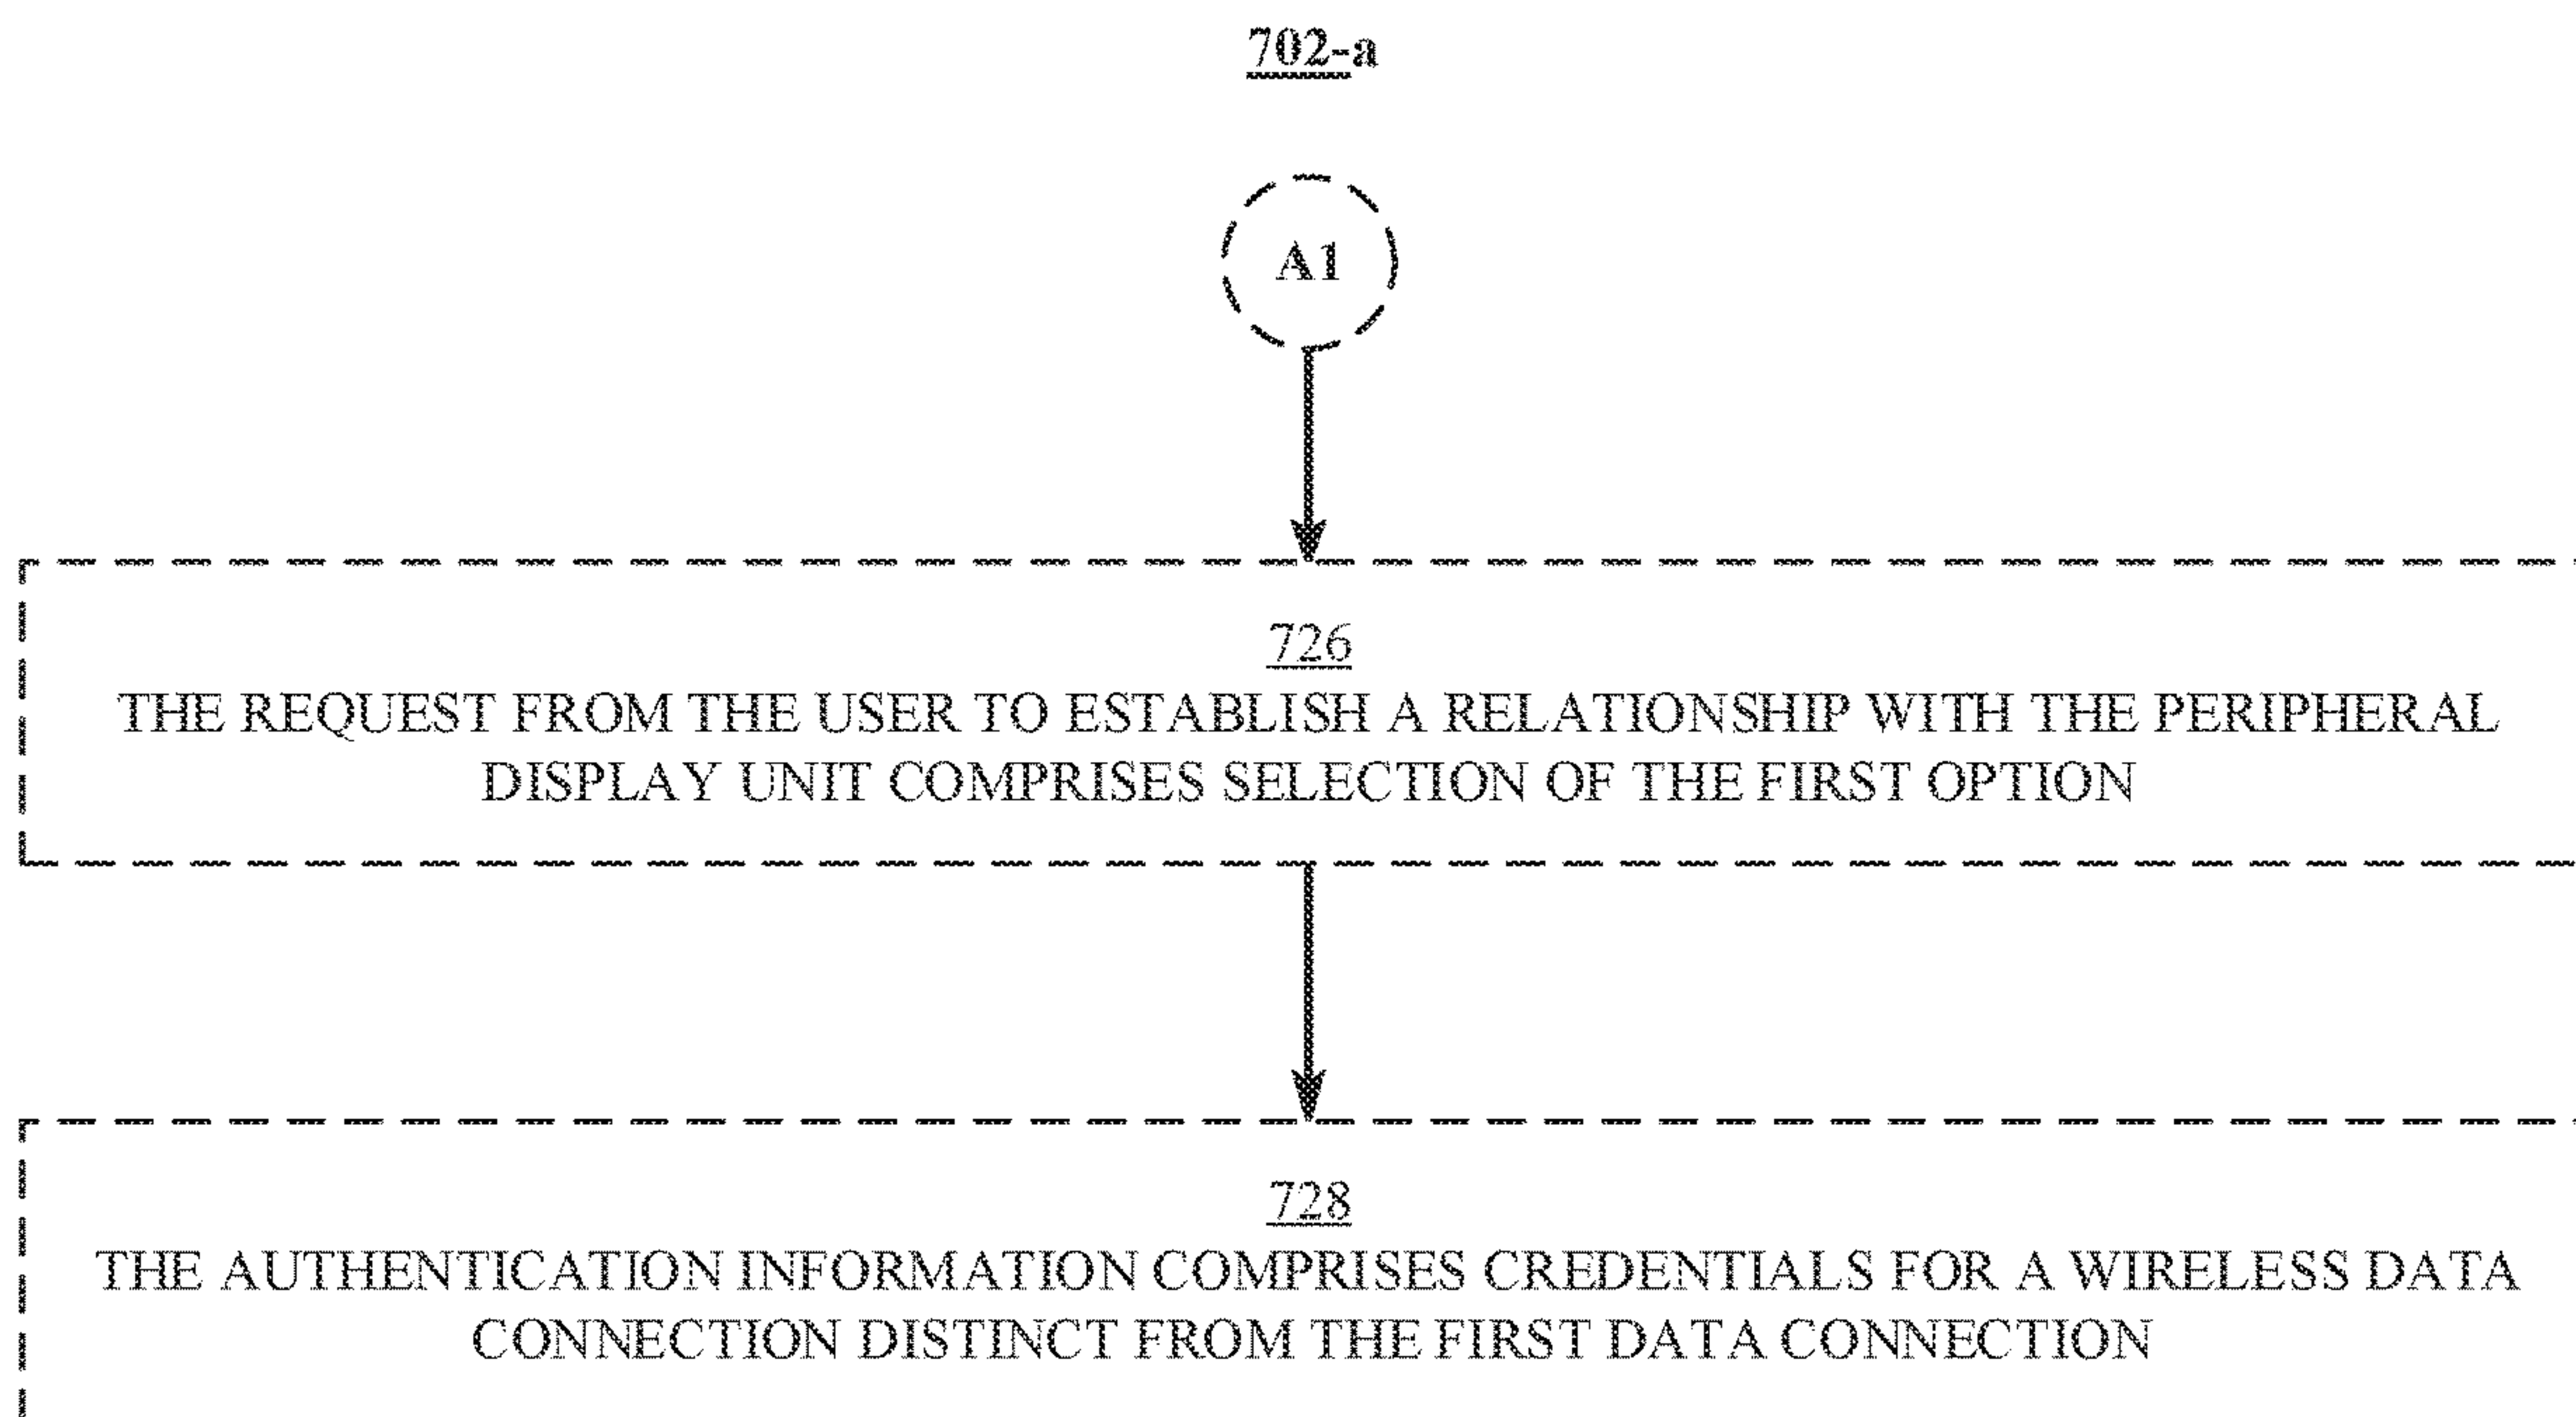 702-a
A1
726
THE REQUEST FROM THE USER TO ESTABLISH A RELATIONSHIP WITH THE PERIPHERAL
DISPLAY UNIT COMPRISES SELECTION OF THE FIRST OPTION
728
THE AUTHENTICATION INFORMATION COMPRISES CREDENTIALS FOR A WIRELESS DATA
CONNECTION DISTINCT FROM THE FIRST DATA CONNECTION